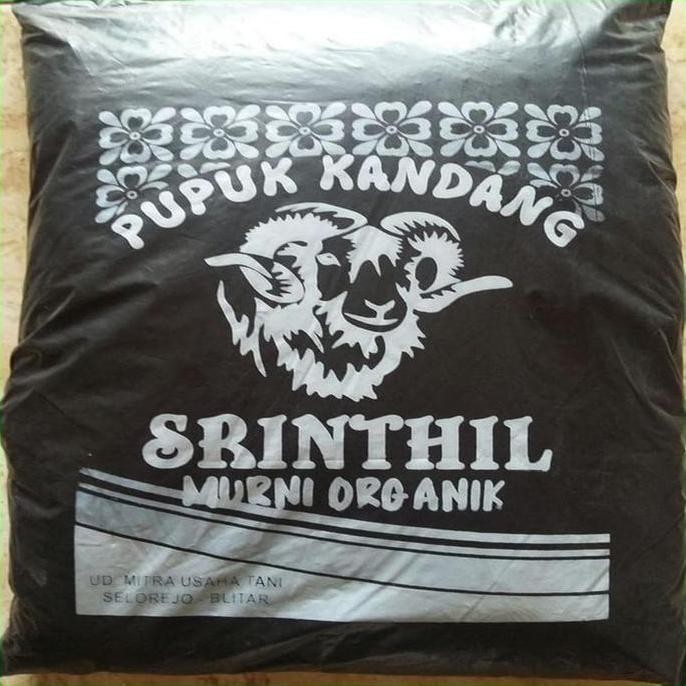 PUPUK KANDANG
SRINTHIL
MURNI ORGANIK
UD. MITRA USAHA TANI
SELOREJO - BLITAR